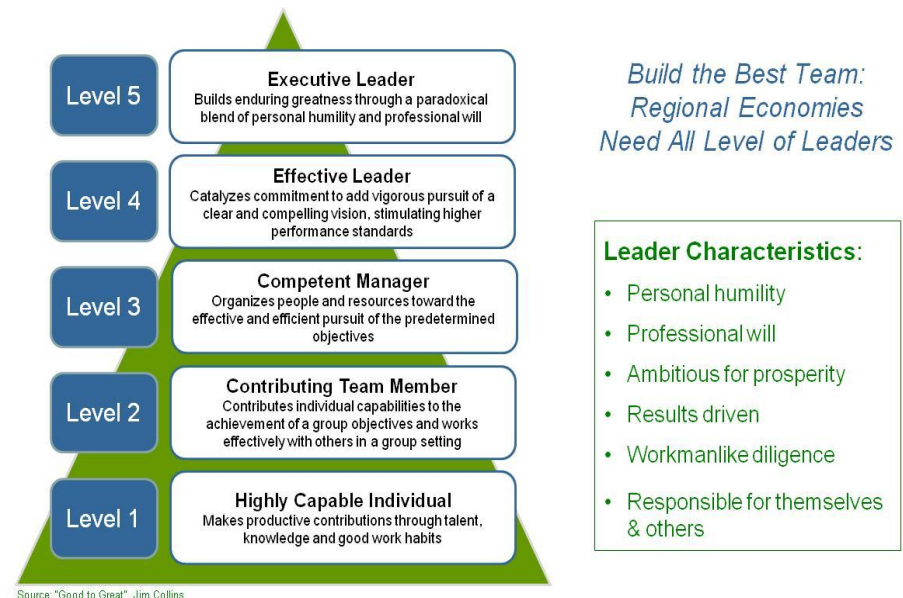 Level 5
Executive Leader
Builds enduring greatness through a paradoxical
blend of personal humility and professional will
Level 4
Effective Leader
Catalyzes commitment to add vigorous pursuit of a
clear and compelling vision, stimulating higher
performance standards
Level 3
Competent Manager
Organizes people and resources toward the
effective and efficient pursuit of the predetermined
objectives
Level 2
Contributing Team Member
Contributes individual capabilities to the
achievement of a group objectives and works
effectively with others in a group setting
Level 1
Highly Capable Individual
Makes productive contributions through talent,
knowledge and good work habits
Source: "Good to Great", Jim Collins
Build the Best Team:
Regional Economies
Need All Level of Leaders
Leader Characteristics:
• Personal humility
• Professional will
• Ambitious for prosperity
• Results driven
• Workmanlike diligence
• Responsible for themselves
& others